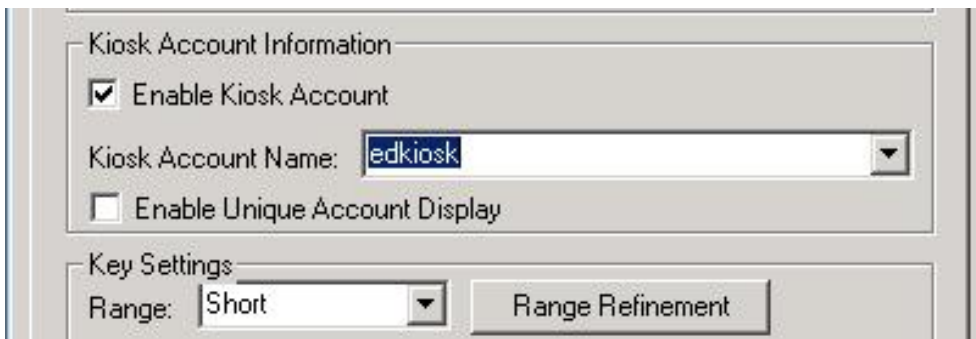 Kiosk Account Information
Enable Kiosk Account
Kiosk Account Name: edkiosk
Enable Unique Account Display
Key Settings
Range: Short Range Refinement